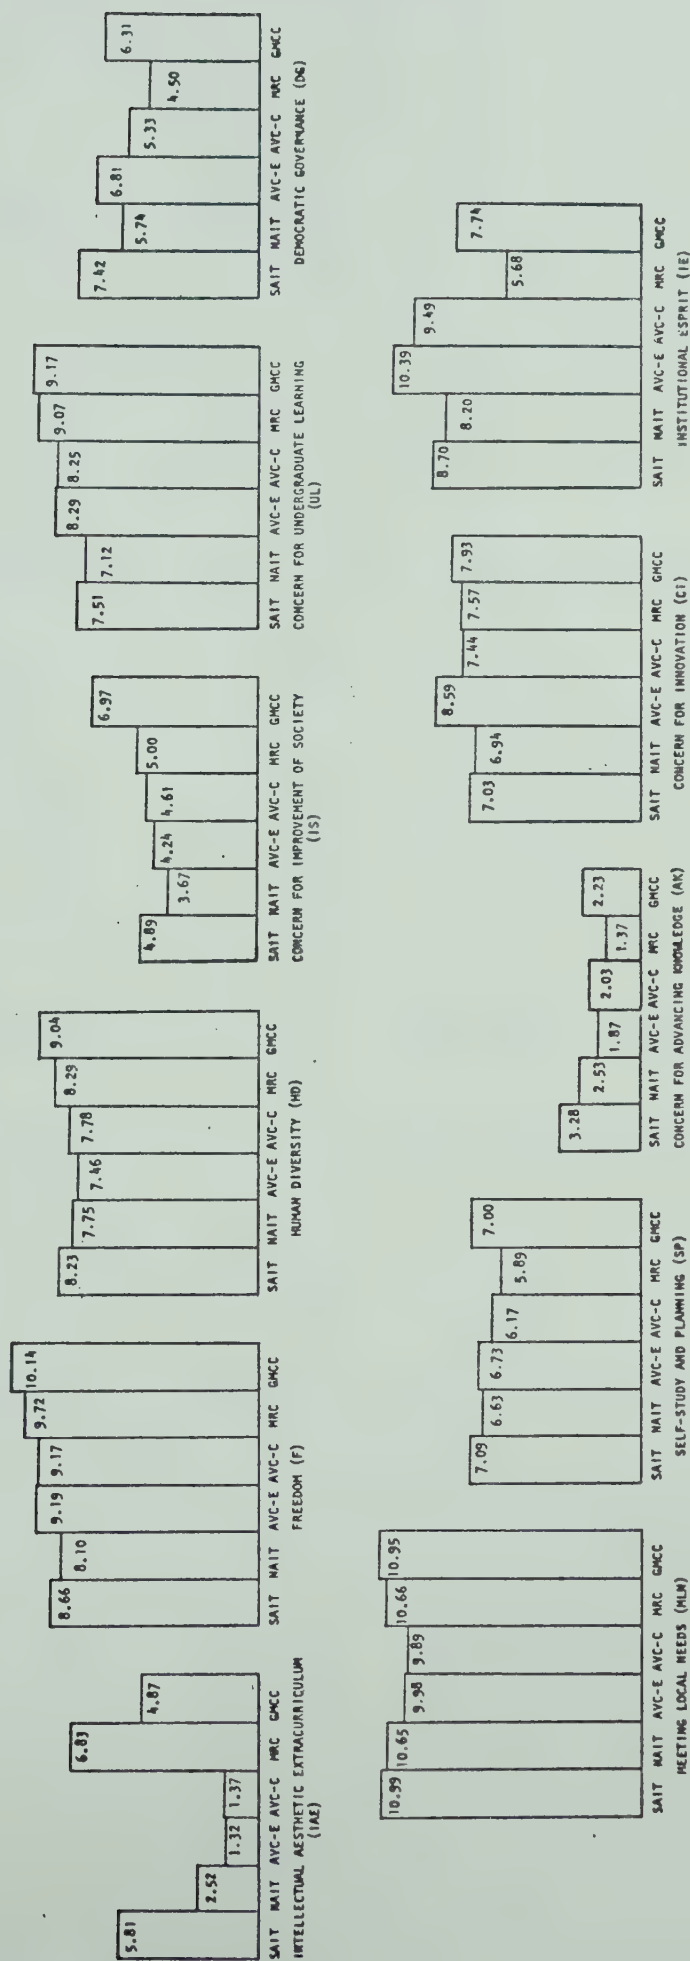 5.81 2.52 1.32 1.37 6.83 4.87
SAIT NAIT AVC-E AVC-C MRC GMCC
INTELLECTUAL AESTHETIC EXTRACURRICULUM
(IAE)
8.66 8.10 9.19 9.17 9.72 10.14
SAIT NAIT AVC-E AVC-C MRC GMCC
FREEDOM (F)
8.23 7.75 7.46 7.78 8.29 9.04
SAIT NAIT AVC-E AVC-C MRC GMCC
HUMAN DIVERSITY (HD)
4.89 3.67 4.24 4.61 5.00 6.97
SAIT NAIT AVC-E AVC-C MRC GMCC
CONCERN FOR IMPROVEMENT OF SOCIETY
(IS)
7.51 7.12 8.29 8.25 9.07 9.17
SAIT NAIT AVC-E AVC-C MRC GMCC
CONCERN FOR UNDERGRADUATE LEARNING
(UL)
7.42 5.74 6.81 5.33 4.50 6.31
SAIT NAIT AVC-E AVC-C MRC GMCC
DEMOCRATIC GOVERNANCE (DG)
10.99 10.65 9.98 9.89 10.66 10.95
SAIT NAIT AVC-E AVC-C MRC GMCC
MEETING LOCAL NEEDS (MLN)
7.09 6.63 6.73 6.17 5.89 7.00
SAIT NAIT AVC-E AVC-C MRC GMCC
SELF-STUDY AND PLANNING (SP)
3.28 2.53 1.87 2.03 1.37 2.23
SAIT NAIT AVC-E AVC-C MRC GMCC
CONCERN FOR ADVANCING KNOWLEDGE (AK)
7.03 6.94 8.59 7.44 7.57 7.93
SAIT NAIT AVC-E AVC-C MRC GMCC
CONCERN FOR INNOVATION (CI)
8.70 8.20 10.39 9.49 5.68 7.74
SAIT NAIT AVC-E AVC-C MRC GMCC
INSTITUTIONAL ESPRIT (IE)